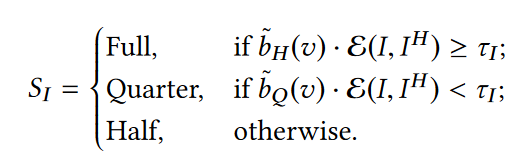 Full, if b̃_H(v) · ℰ(I, I^H) ≥ τ_I;
S_I = { Quarter, if b̃_Q(v) · ℰ(I, I^H) < τ_I;
Half, otherwise.